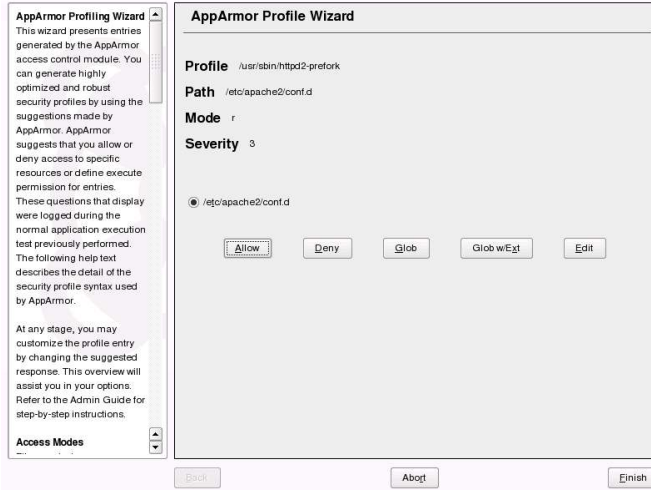 AppArmor Profiling Wizard
This wizard presents entries
generated by the AppArmor
access control module. You
can generate highly
optimized and robust
security profiles by using the
suggestions made by
AppArmor. AppArmor
suggests that you allow or
deny access to specific
resources or define execute
permission for entries.
These questions that display
were logged during the
normal application execution
test previously performed.
The following help text
describes the detail of the
security profile syntax used
by AppArmor.
At any stage, you may
customize the profile entry
by changing the suggested
response. This overview will
assist you in your options.
Refer to the Admin Guide for
step-by-step instructions.
Access Modes
AppArmor Profile Wizard
Profile /usr/sbin/httpd2-prefork
Path /etc/apache2/conf.d
Mode r
Severity 3
/etc/apache2/conf.d
Allow Deny Glob Glob w/Ext Edit
Back Abort Finish